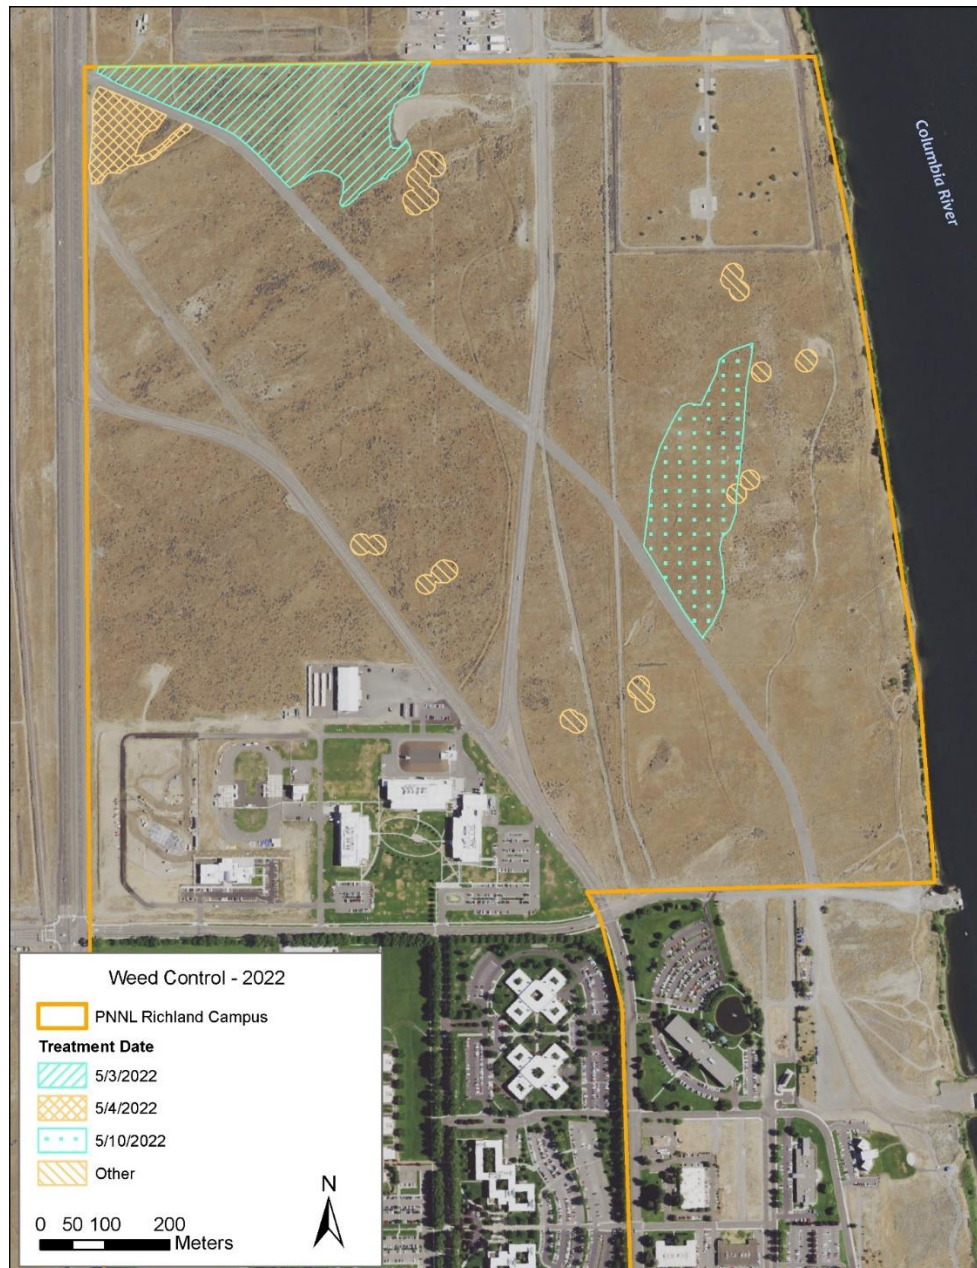 Columbia River
Weed Control - 2022
PNNL Richland Campus
Treatment Date
5/3/2022
5/4/2022
5/10/2022
Other
N
0 50 100 200
Meters